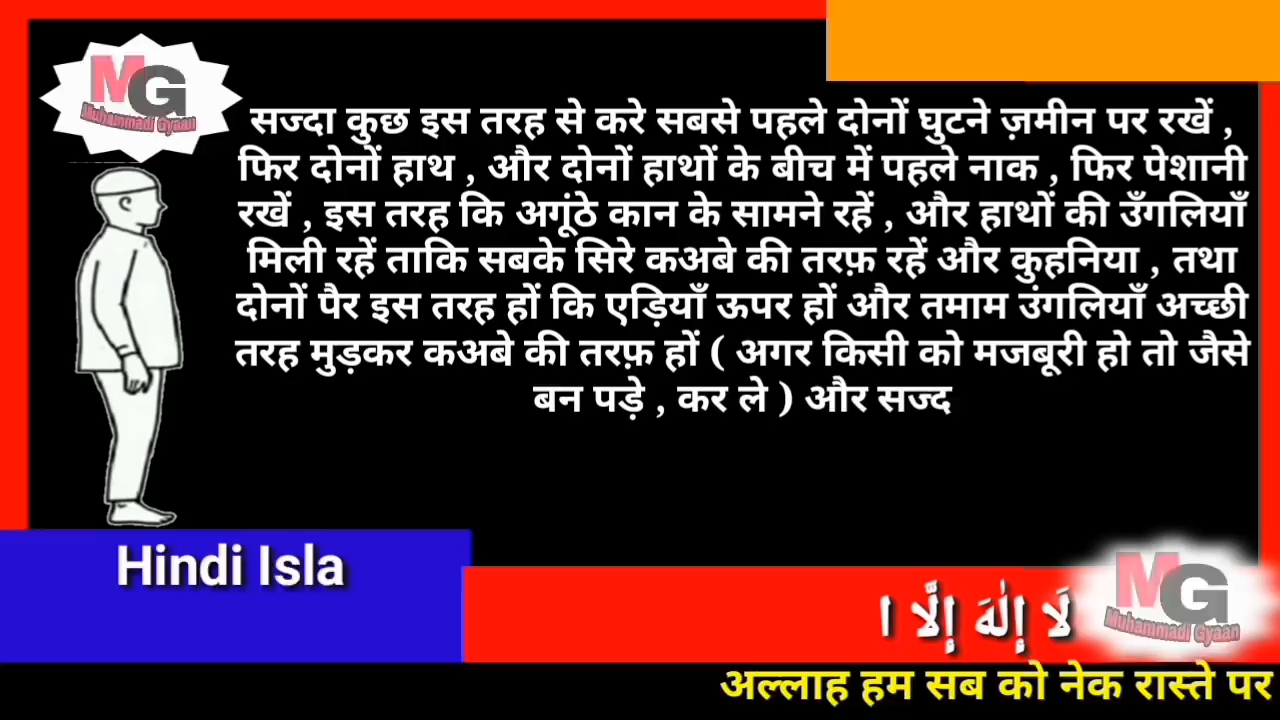 MG
Muhammadi Gyaan
सज्दा कुछ इस तरह से करे सबसे पहले दोनों घुटने ज़मीन पर रखें ,
फिर दोनों हाथ , और दोनों हाथों के बीच में पहले नाक , फिर पेशानी
रखें , इस तरह कि अगूंठे कान के सामने रहें , और हाथों की उँगलियाँ
मिली रहें ताकि सबके सिरे कअबे की तरफ़ रहें और कुहनिया , तथा
दोनों पैर इस तरह हों कि एड़ियाँ ऊपर हों और तमाम उंगलियाँ अच्छी
तरह मुड़कर कअबे की तरफ़ हों ( अगर किसी को मजबूरी हो तो जैसे
बन पड़े , कर ले ) और सज्द
Hindi Isla
لَا إِلٰهَ إِلَّا ا
MG
Muhammadi Gyaan
अल्लाह हम सब को नेक रास्ते पर